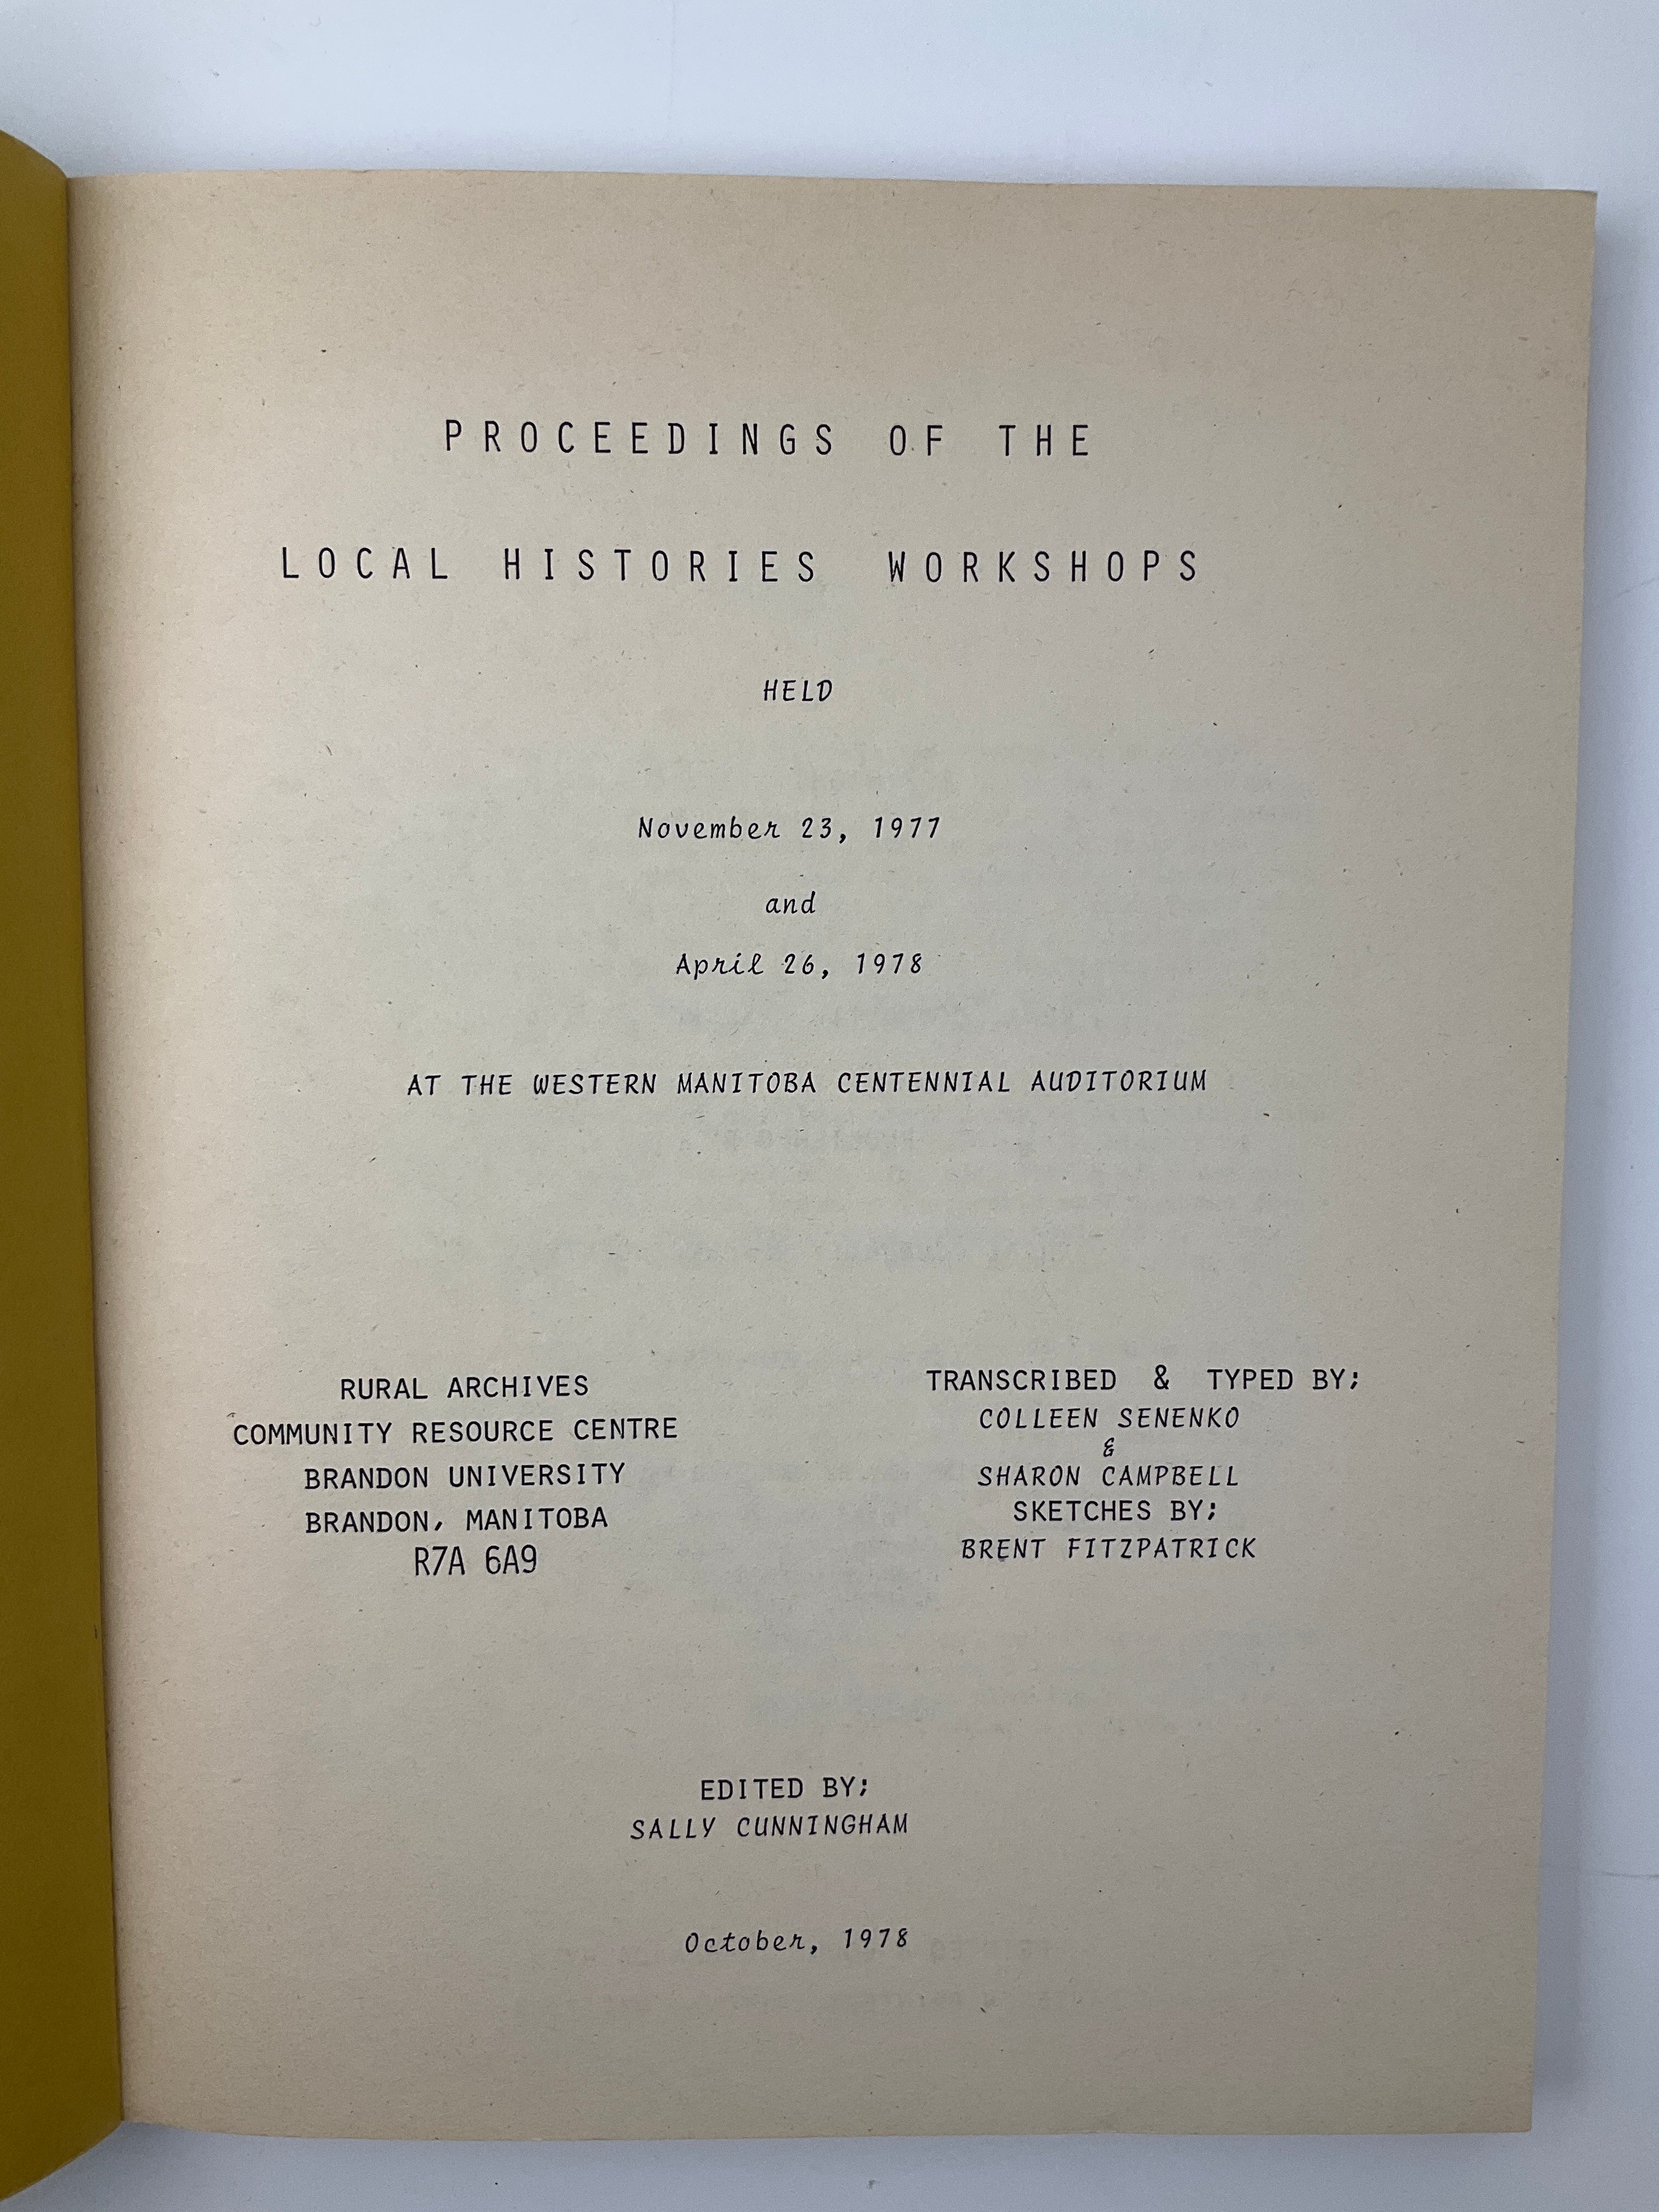 PROCEEDINGS OF THE
LOCAL HISTORIES WORKSHOPS
HELD
November 23, 1977
and
April 26, 1978
AT THE WESTERN MANITOBA CENTENNIAL AUDITORIUM
RURAL ARCHIVES
COMMUNITY RESOURCE CENTRE
BRANDON UNIVERSITY
BRANDON, MANITOBA
R7A 6A9
TRANSCRIBED & TYPED BY;
COLLEEN SENENKO
&
SHARON CAMPBELL
SKETCHES BY;
BRENT FITZPATRICK
EDITED BY;
SALLY CUNNINGHAM
October, 1978